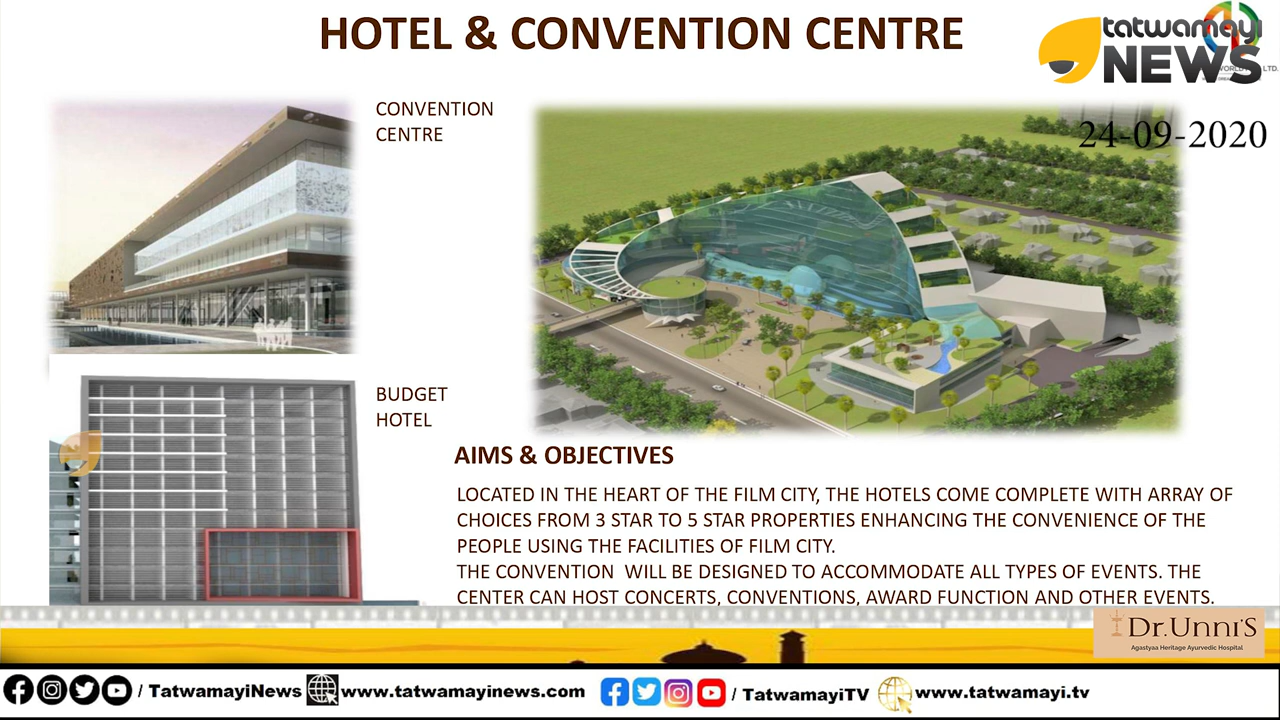 HOTEL & CONVENTION CENTRE
tatwamayi
NEWS
WORLD LTD.
24-09-2020
CONVENTION
CENTRE
BUDGET
HOTEL
AIMS & OBJECTIVES
LOCATED IN THE HEART OF THE FILM CITY, THE HOTELS COME COMPLETE WITH ARRAY OF
CHOICES FROM 3 STAR TO 5 STAR PROPERTIES ENHANCING THE CONVENIENCE OF THE
PEOPLE USING THE FACILITIES OF FILM CITY.
THE CONVENTION WILL BE DESIGNED TO ACCOMMODATE ALL TYPES OF EVENTS. THE
CENTER CAN HOST CONCERTS, CONVENTIONS, AWARD FUNCTION AND OTHER EVENTS.
Dr.Unni'S
Agastyaa Heritage Ayurvedic Hospital
/ TatwamayiNews www.tatwamayinews.com / TatwamayiTV www.tatwamayi.tv